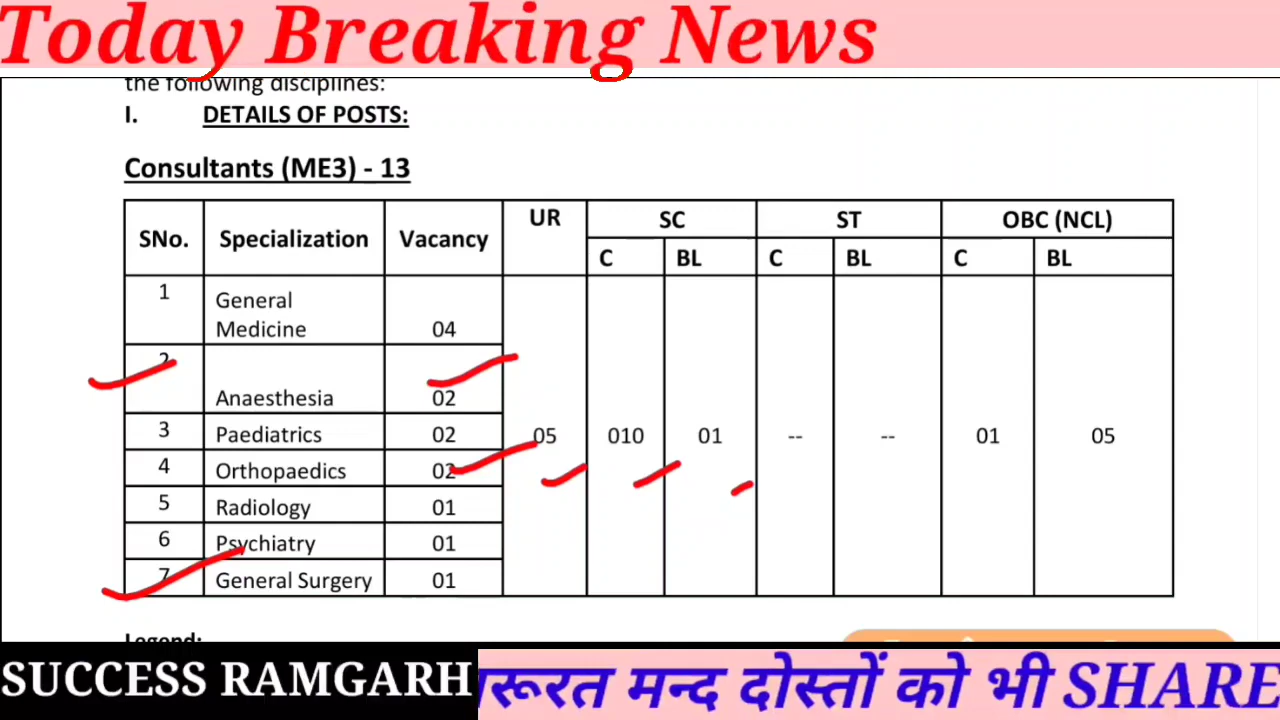 Today Breaking News
the following disciplines:
I. DETAILS OF POSTS:
Consultants (ME3) - 13
SNo. Specialization Vacancy UR SC ST OBC (NCL)
C BL C BL C BL
1 General Medicine 04
2 Anaesthesia 02
3 Paediatrics 02 05 010 01 -- -- 01 05
4 Orthopaedics 02
5 Radiology 01
6 Psychiatry 01
7 General Surgery 01
Legend:
SUCCESS RAMGARH
मन्द दोस्तों को भी SHARE